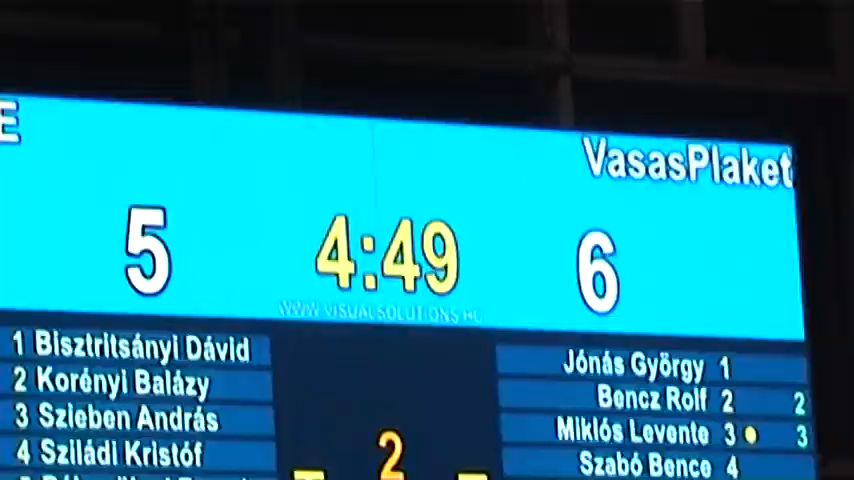 E
VasasPlaket
5 4:49 6
WWW.VISUALSOLUTIONS.HU
1 Bisztritsányi Dávid
2 Korényi Balázy
3 Szieben András
4 Sziládi Kristóf
2
Jónás György 1
Bencz Rolf 2 2
Miklós Levente 3 3
Szabó Bence 4